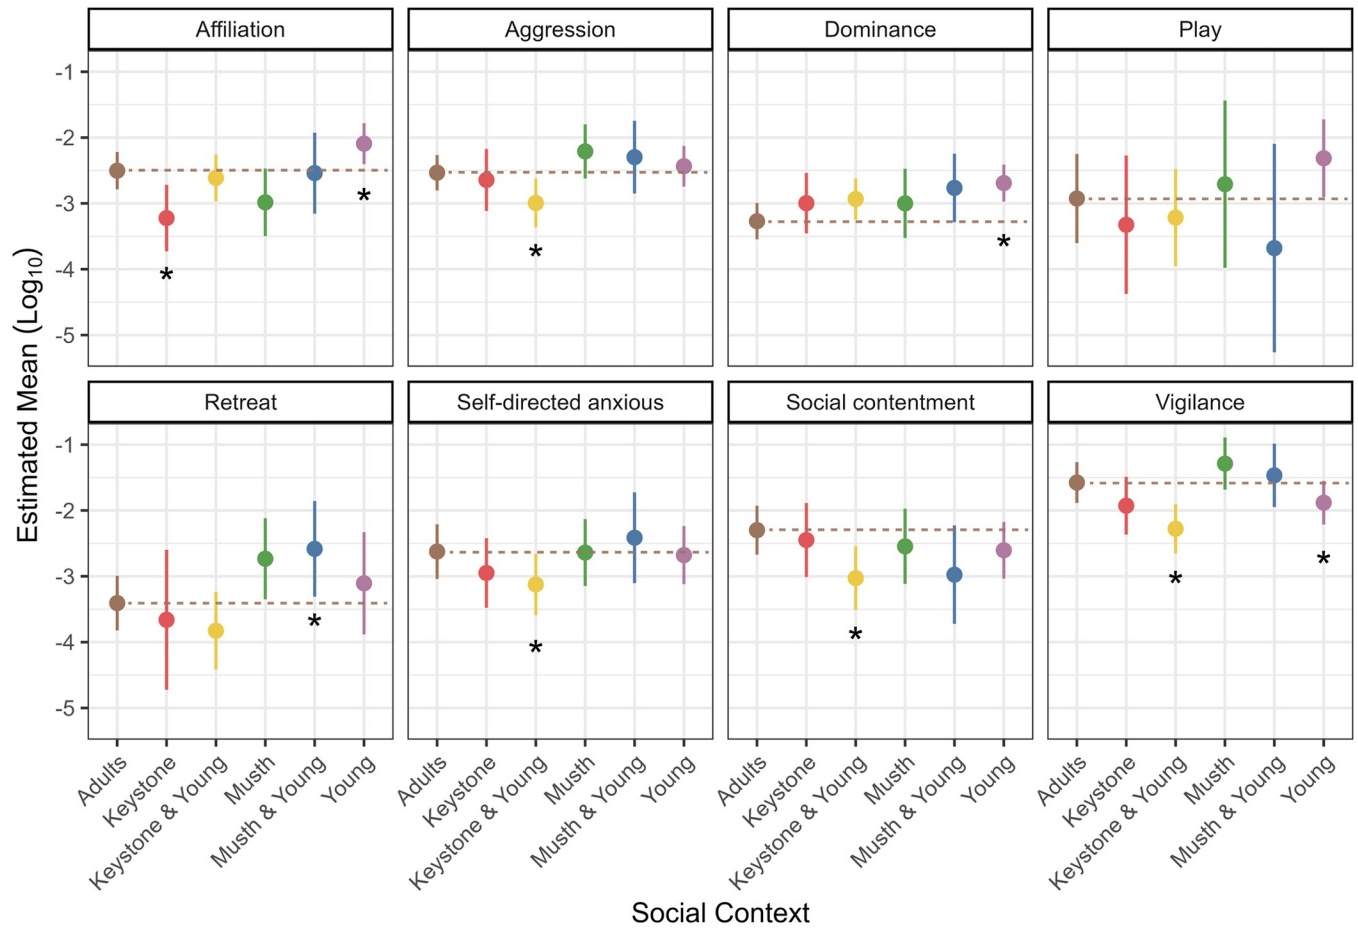 Affiliation Aggression Dominance Play
-1
-2
-3
-4
-5
* * * *
Retreat Self-directed anxious Social contentment Vigilance
-1
-2
-3
-4
-5
* * * * *
Estimated Mean (Log10)
Adults Keystone Keystone & Young Musth Musth & Young Young Adults Keystone Keystone & Young Musth Musth & Young Young Adults Keystone Keystone & Young Musth Musth & Young Young Adults Keystone Keystone & Young Musth Musth & Young Young
Social Context